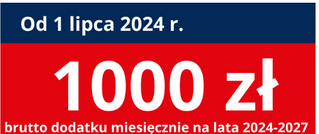 Od 1 lipca 2024 r.
1000 zł
brutto dodatku miesięcznie na lata 2024-2027